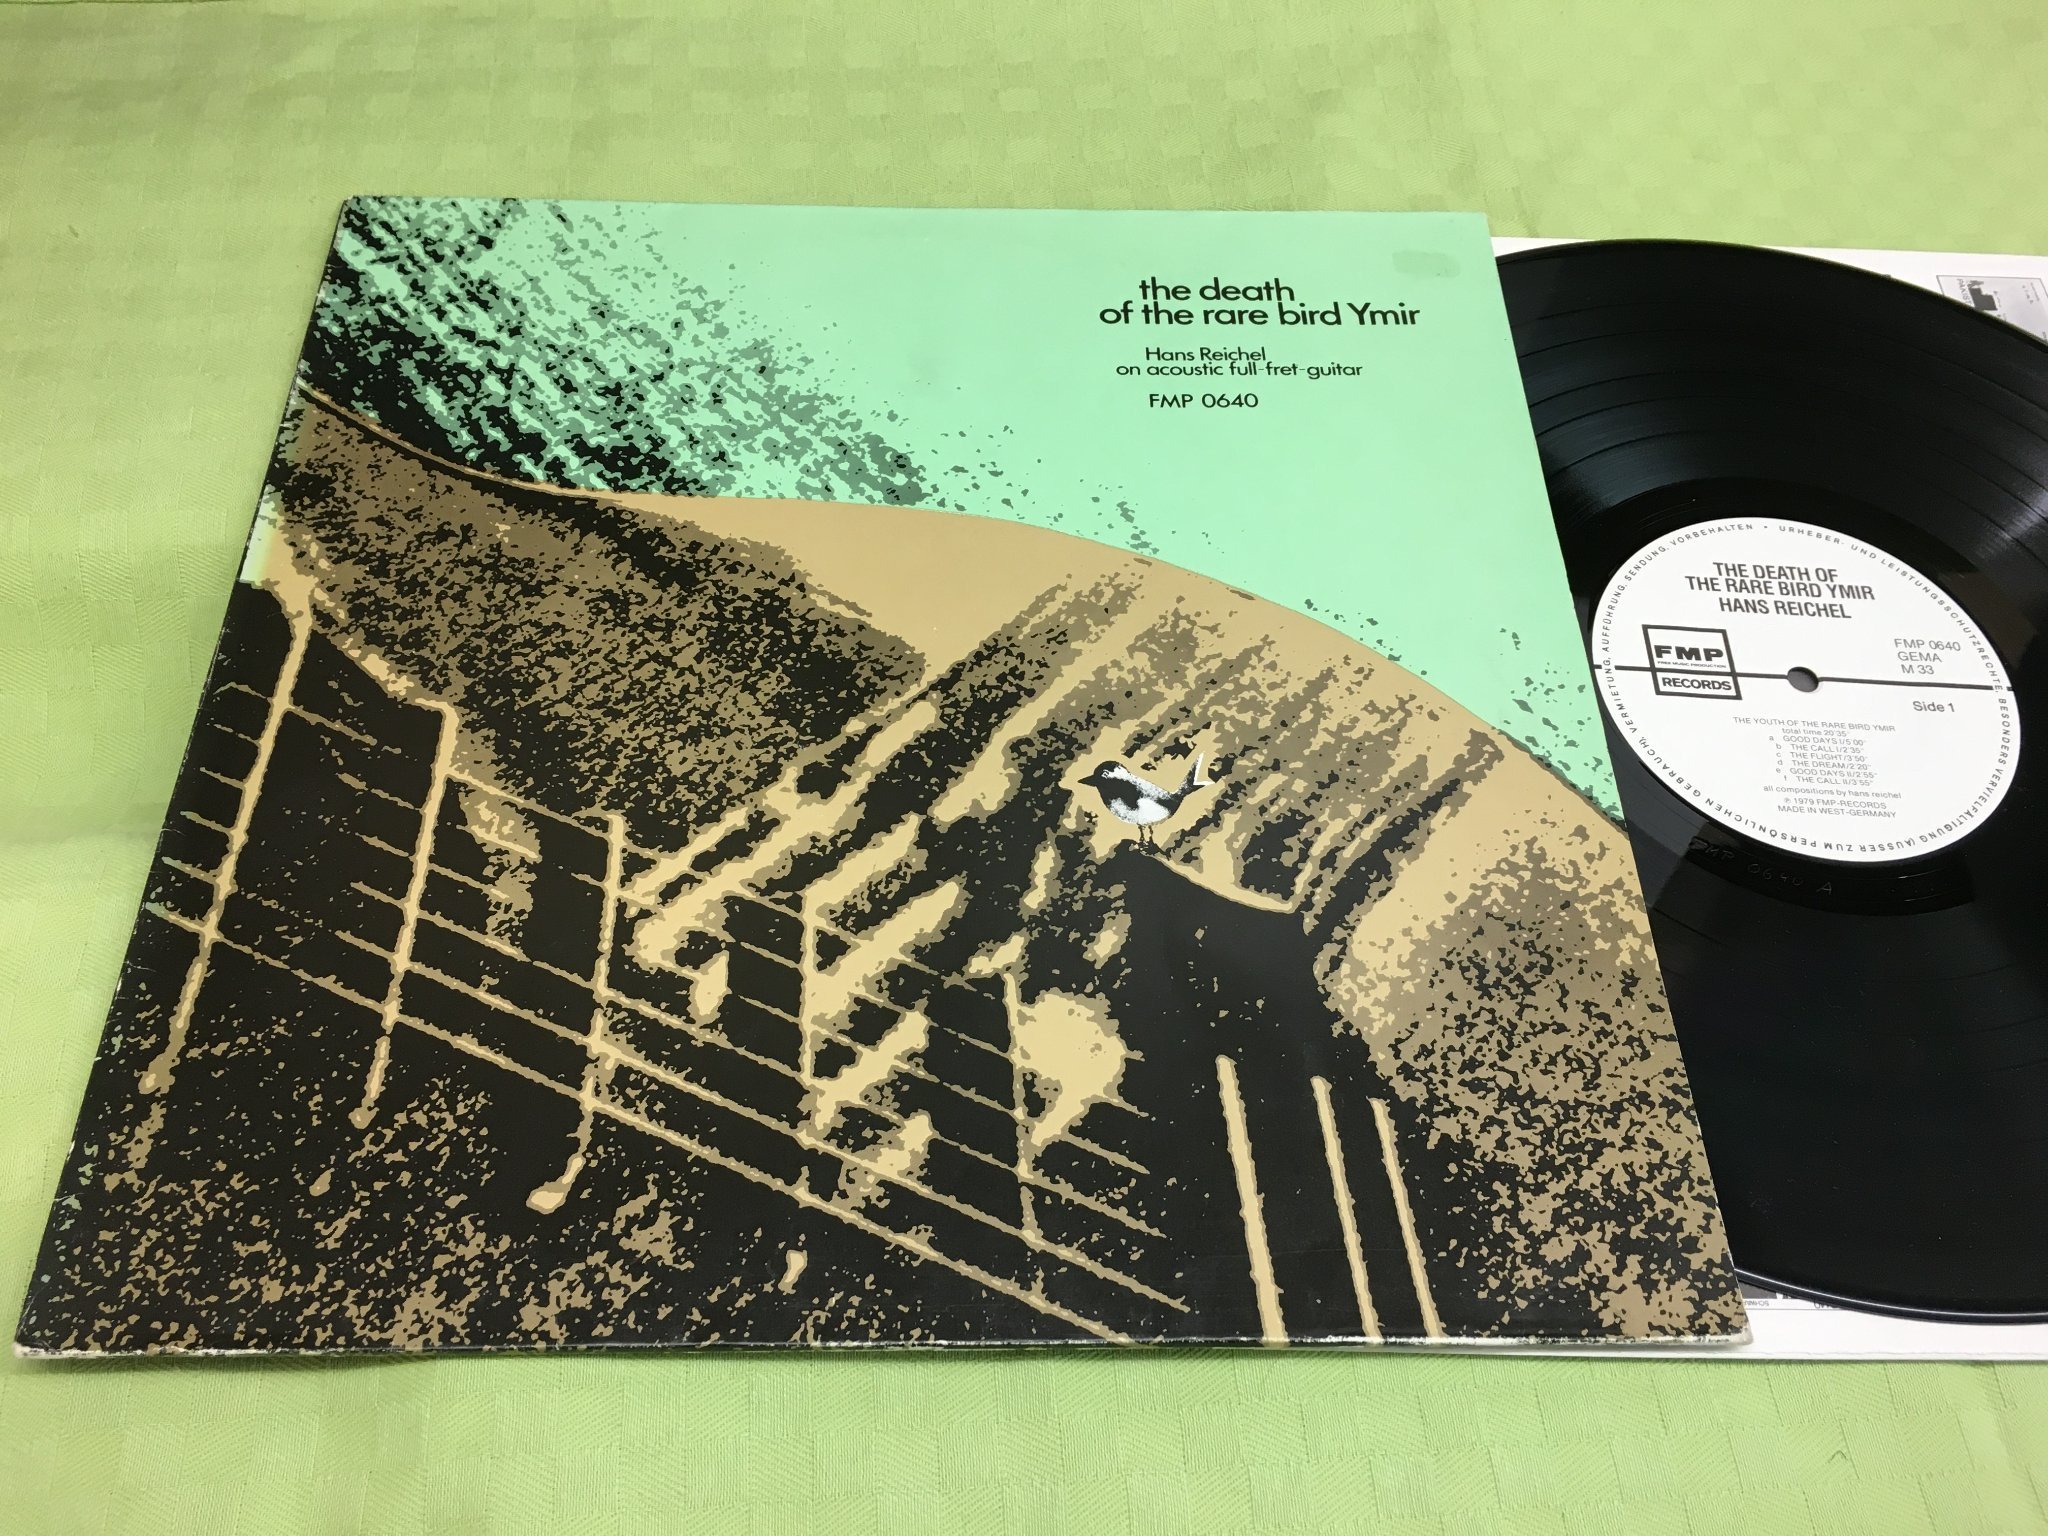 the death
of the rare bird Ymir
Hans Reichel
on acoustic full-fret-guitar
FMP 0640
THE DEATH OF
THE RARE BIRD YMIR
HANS REICHEL
FMP
FREE MUSIC PRODUCTION
RECORDS
FMP 0640
GEMA
M 33
Side 1
THE YOUTH OF THE RARE BIRD YMIR
total time 20'35"
a GOOD DAYS I/5'00"
b THE CALL I/2'35"
c THE FLIGHT/3'50"
d THE DREAM/2'20"
e GOOD DAYS II/2'55"
f THE CALL II/3'55"
all compositions by hans reichel
℗ 1979 FMP-RECORDS
MADE IN WEST-GERMANY
URHEBER- UND LEISTUNGSSCHUTZRECHTE, BESONDERS VERVIELFÄLTIGUNG (AUSSER ZUM PERSÖNLICHEN GEBRAUCH), VERMIETUNG, AUFFÜHRUNG, SENDUNG, VORBEHALTEN •
FMP 0640 A